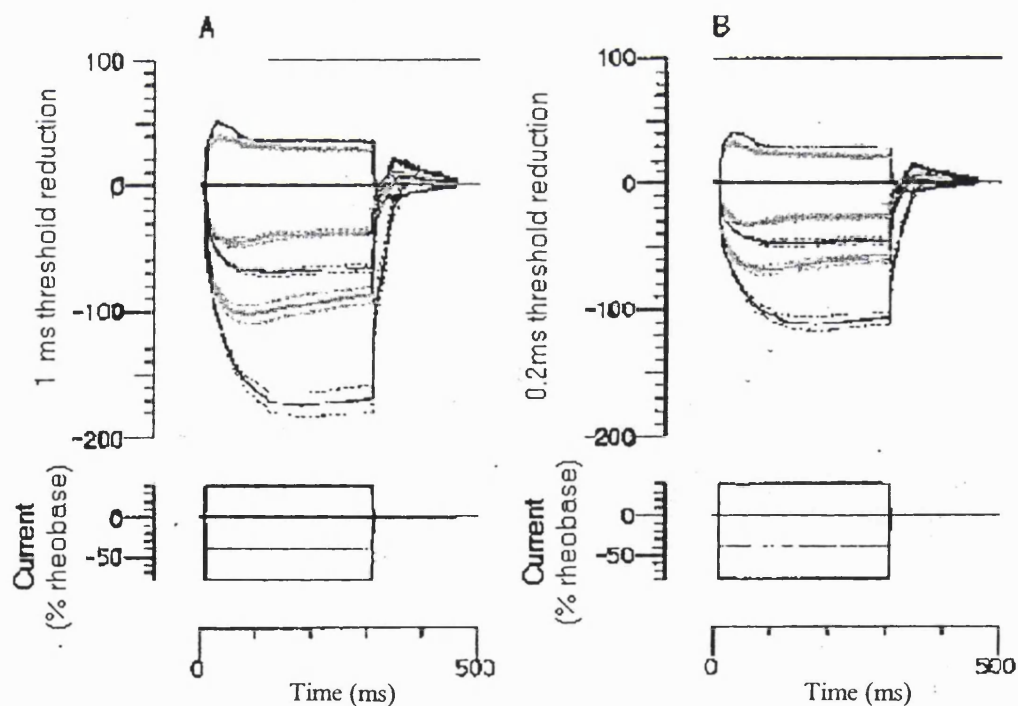 A
100
0
-100
-200
1 ms threshold reduction
0
-50
Current
(% rheobase)
0
500
Time (ms)
B
100
0
-100
-200
0.2ms threshold reduction
0
-50
Current
(% rheobase)
0
500
Time (ms)